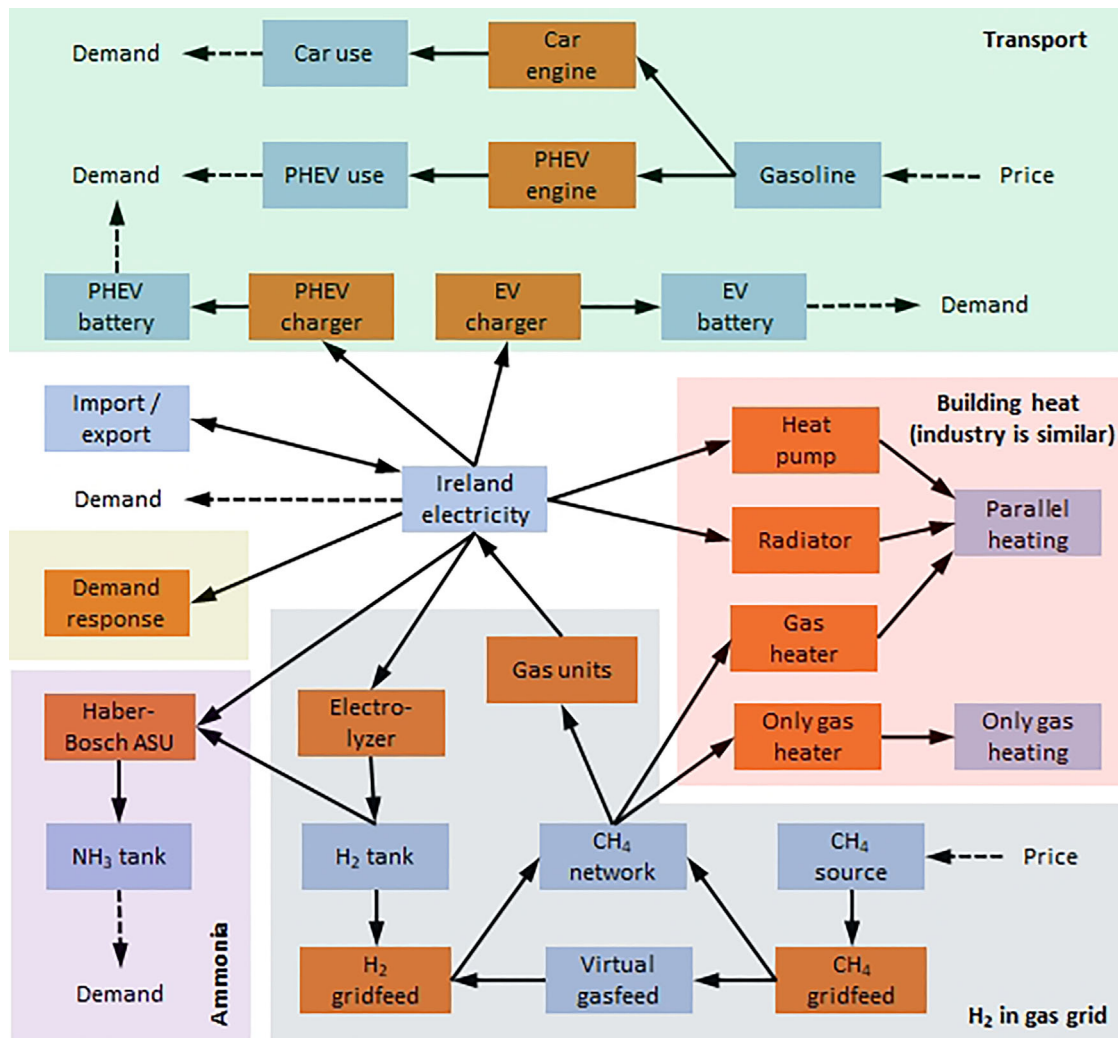 Transport
Demand
Car use
Car
engine
Demand
PHEV use
PHEV
engine
Gasoline
Price
PHEV
battery
PHEV
charger
EV
charger
EV
battery
Demand
Import /
export
Demand
Ireland
electricity
Building heat
(industry is similar)
Heat
pump
Parallel
heating
Radiator
Gas
heater
Only gas
heater
Only gas
heating
Demand
response
Haber-
Bosch ASU
NH₃ tank
Demand
Ammonia
Electro-
lyzer
Gas units
H₂ tank
CH₄
network
CH₄
source
Price
H₂
gridfeed
Virtual
gasfeed
CH₄
gridfeed
H₂ in gas grid